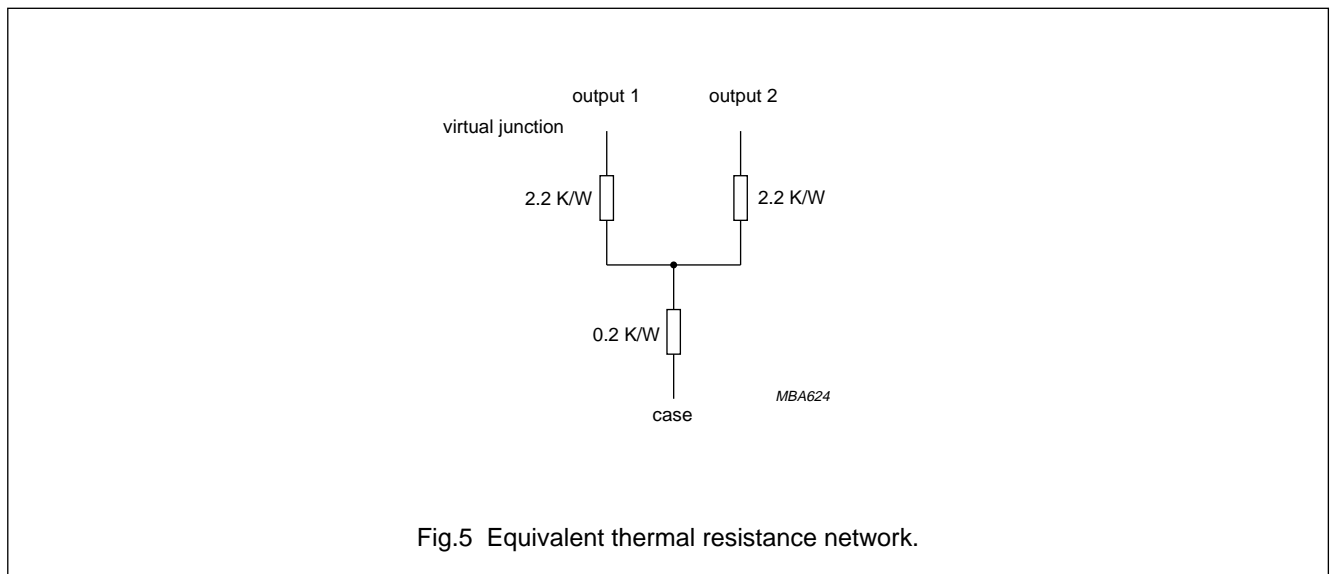 output 1
output 2
virtual junction
2.2 K/W
2.2 K/W
0.2 K/W
MBA624
case
Fig.5 Equivalent thermal resistance network.